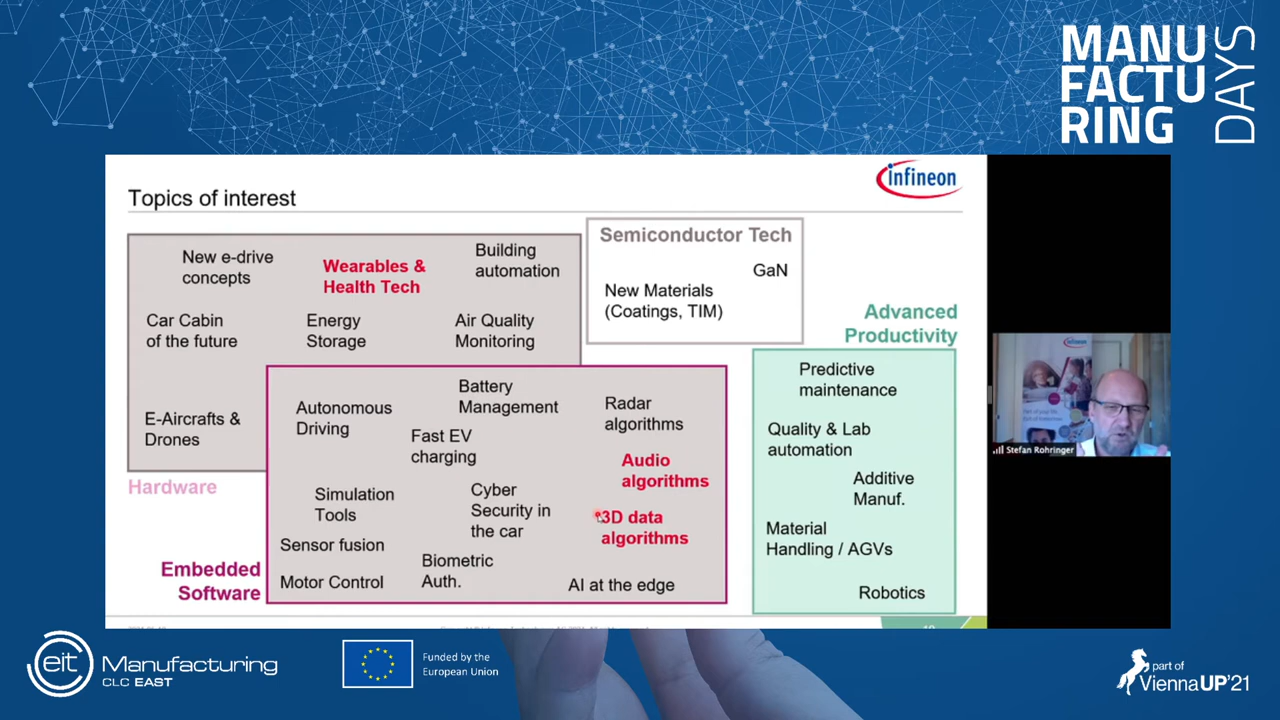 MANU
FACTU
RING
DAYS
infineon
Topics of interest
New e-drive
concepts
Wearables &
Health Tech
Building
automation
Car Cabin
of the future
Energy
Storage
Air Quality
Monitoring
E-Aircrafts &
Drones
Hardware
Semiconductor Tech
GaN
New Materials
(Coatings, TIM)
Advanced
Productivity
Predictive
maintenance
Quality & Lab
automation
Additive
Manuf.
Material
Handling / AGVs
Robotics
Battery
Management
Autonomous
Driving
Radar
algorithms
Fast EV
charging
Audio
algorithms
Simulation
Tools
Cyber
Security in
the car
3D data
algorithms
Sensor fusion
Biometric
Auth.
Motor Control
AI at the edge
Embedded
Software
infineon
Stefan Rohringer
eit Manufacturing
CLC EAST
Funded by the
European Union
part of
ViennaUP'21